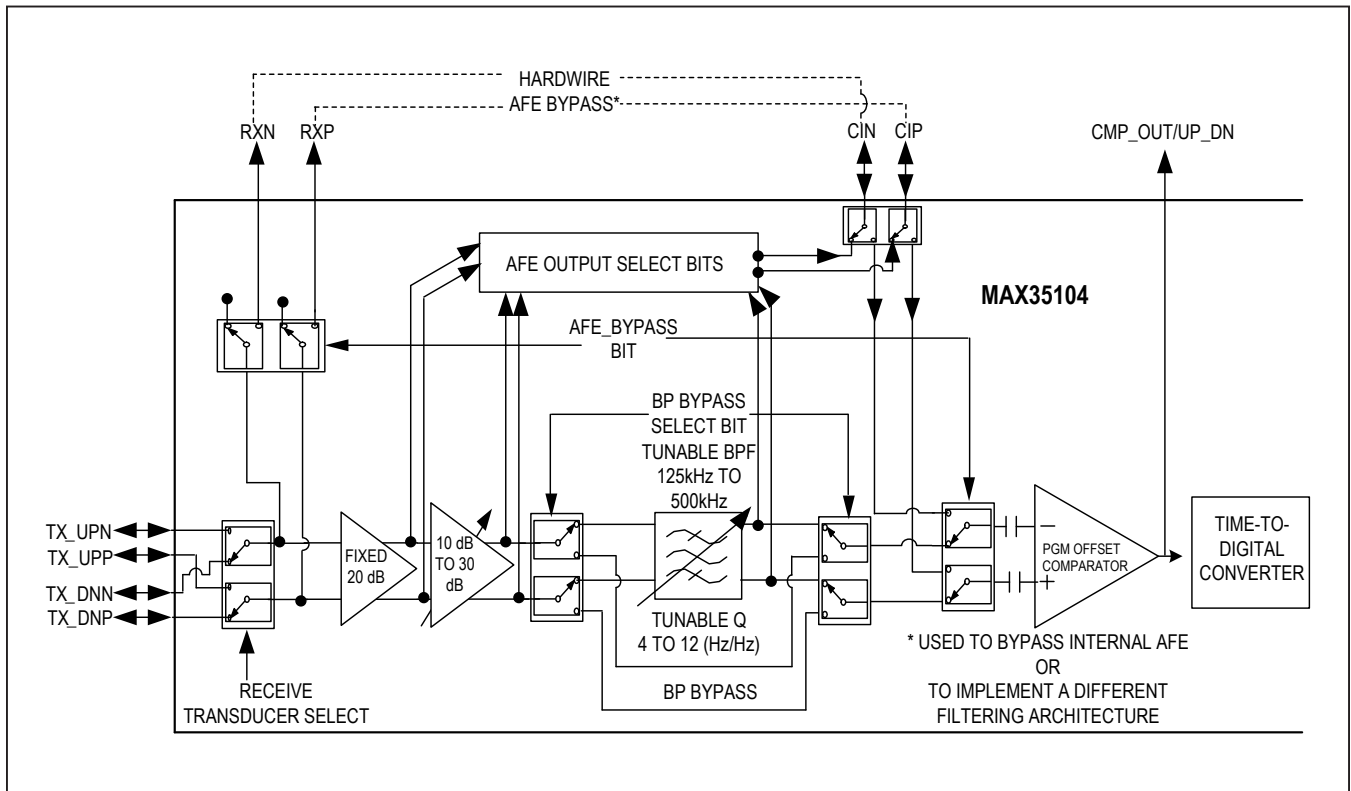 HARDWIRE
AFE BYPASS*
RXN
RXP
CIN
CIP
CMP_OUT/UP_DN
AFE OUTPUT SELECT BITS
MAX35104
AFE_BYPASS
BIT
BP BYPASS
SELECT BIT
TUNABLE BPF
125kHz TO
500kHz
TX_UPN
TX_UPP
TX_DNN
TX_DNP
FIXED
20 dB
10 dB
TO 30
dB
PGM OFFSET
COMPARATOR
TIME-TO-
DIGITAL
CONVERTER
TUNABLE Q
4 TO 12 (Hz/Hz)
BP BYPASS
RECEIVE
TRANSDUCER SELECT
* USED TO BYPASS INTERNAL AFE
OR
TO IMPLEMENT A DIFFERENT
FILTERING ARCHITECTURE